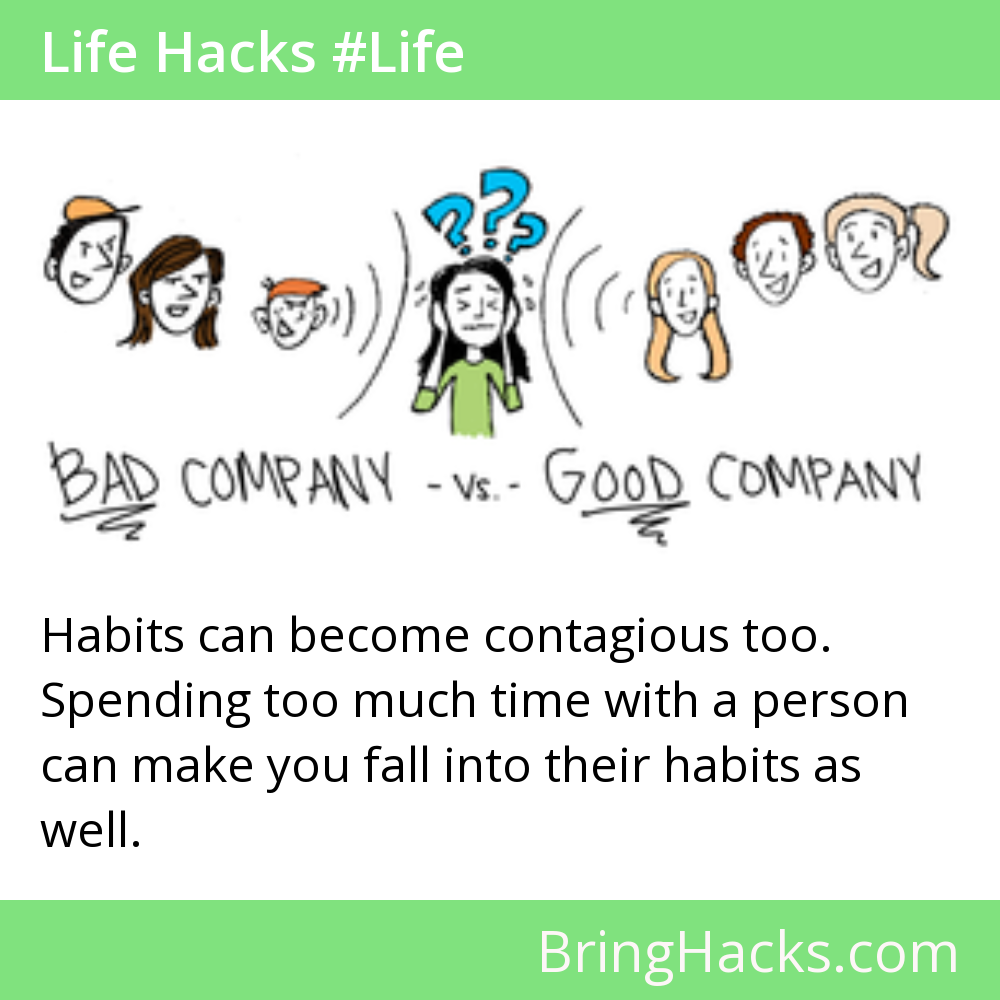 Life Hacks #Life
???
BAD COMPANY - Vs. - GOOD COMPANY
Habits can become contagious too.
Spending too much time with a person
can make you fall into their habits as
well.
BringHacks.com